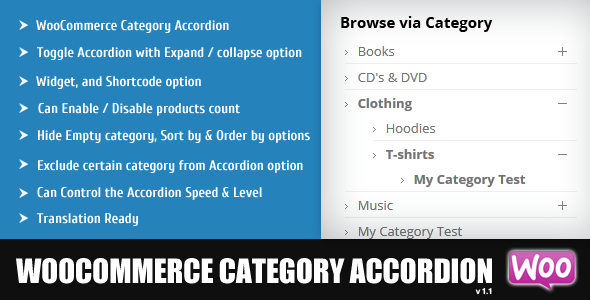 WooCommerce Category Accordion
Toggle Accordion with Expand / collapse option
Widget, and Shortcode option
Can Enable / Disable products count
Hide Empty category, Sort by & Order by options
Exclude certain category from Accordion option
Can Control the Accordion Speed & Level
Translation Ready
Browse via Category
Books
CD's & DVD
Clothing
Hoodies
T-shirts
My Category Test
Music
My Category Test
WOOCOMMERCE CATEGORY ACCORDION
v 1.1
WOO